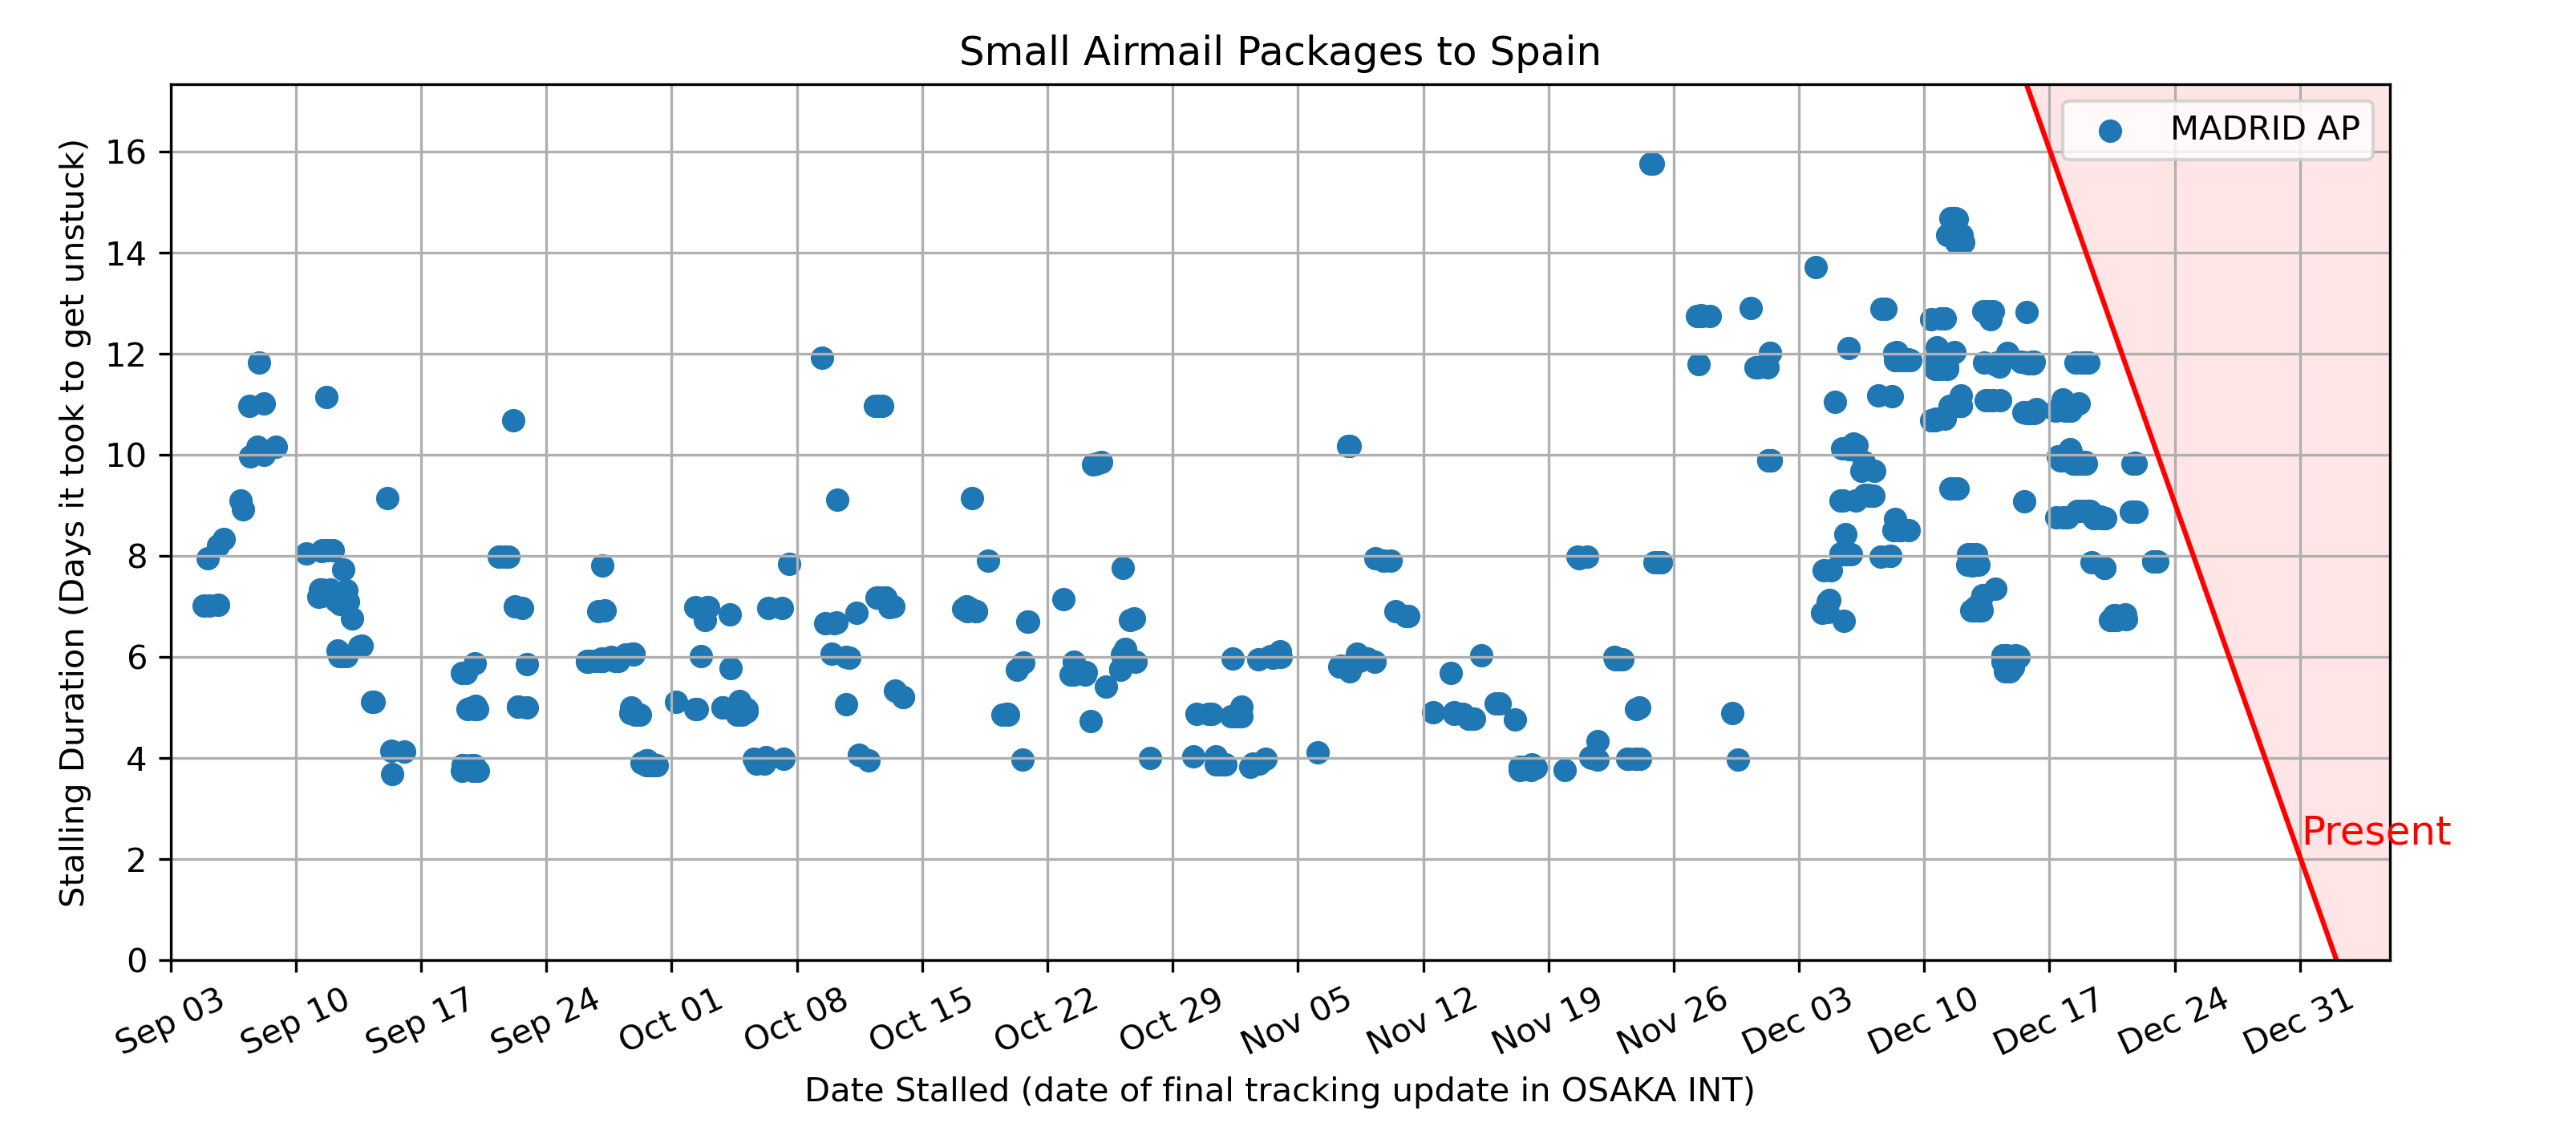 Small Airmail Packages to Spain
MADRID AP
Stalling Duration (Days it took to get unstuck)
16
14
12
10
8
6
4
2
0
Present
Sep 03
Sep 10
Sep 17
Sep 24
Oct 01
Oct 08
Oct 15
Oct 22
Oct 29
Nov 05
Nov 12
Nov 19
Nov 26
Dec 03
Dec 10
Dec 17
Dec 24
Dec 31
Date Stalled (date of final tracking update in OSAKA INT)